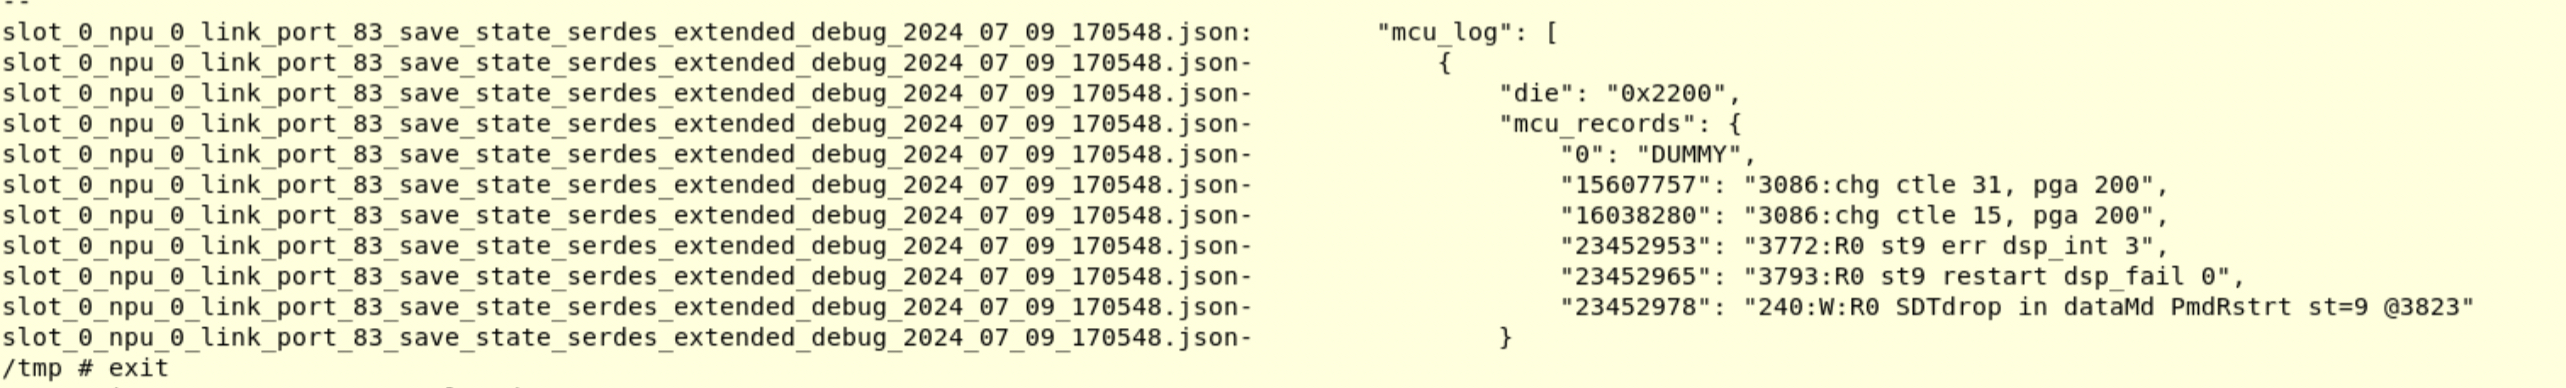 --
slot_0_npu_0_link_port_83_save_state_serdes_extended_debug_2024_07_09_170548.json:        "mcu_log": [
slot_0_npu_0_link_port_83_save_state_serdes_extended_debug_2024_07_09_170548.json-            {
slot_0_npu_0_link_port_83_save_state_serdes_extended_debug_2024_07_09_170548.json-                "die": "0x2200",
slot_0_npu_0_link_port_83_save_state_serdes_extended_debug_2024_07_09_170548.json-                "mcu_records": {
slot_0_npu_0_link_port_83_save_state_serdes_extended_debug_2024_07_09_170548.json-                    "0": "DUMMY",
slot_0_npu_0_link_port_83_save_state_serdes_extended_debug_2024_07_09_170548.json-                    "15607757": "3086:chg ctle 31, pga 200",
slot_0_npu_0_link_port_83_save_state_serdes_extended_debug_2024_07_09_170548.json-                    "16038280": "3086:chg ctle 15, pga 200",
slot_0_npu_0_link_port_83_save_state_serdes_extended_debug_2024_07_09_170548.json-                    "23452953": "3772:R0 st9 err dsp_int 3",
slot_0_npu_0_link_port_83_save_state_serdes_extended_debug_2024_07_09_170548.json-                    "23452965": "3793:R0 st9 restart dsp_fail 0",
slot_0_npu_0_link_port_83_save_state_serdes_extended_debug_2024_07_09_170548.json-                    "23452978": "240:W:R0 SDTdrop in dataMd PmdRstrt st=9 @3823"
slot_0_npu_0_link_port_83_save_state_serdes_extended_debug_2024_07_09_170548.json-                }
/tmp # exit